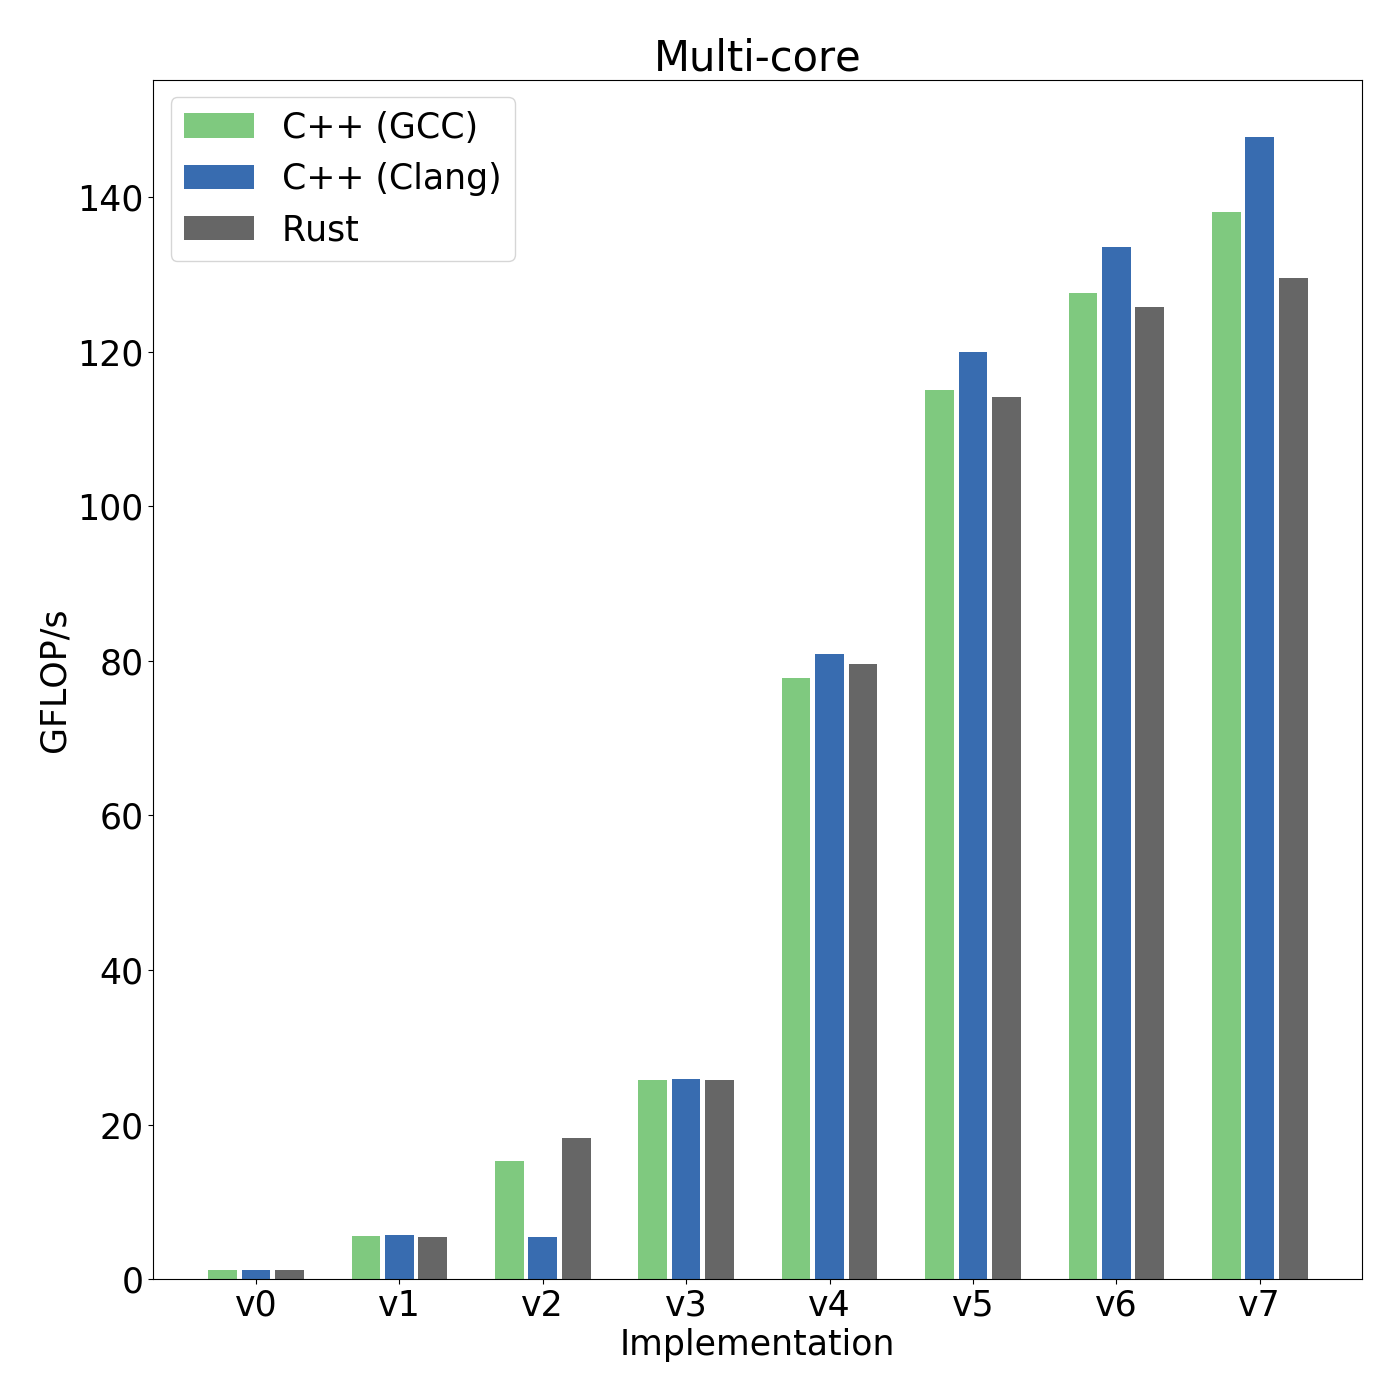 Multi-core
C++ (GCC)
C++ (Clang)
Rust
140
120
100
80
60
40
20
0
GFLOP/s
v0 v1 v2 v3 v4 v5 v6 v7
Implementation